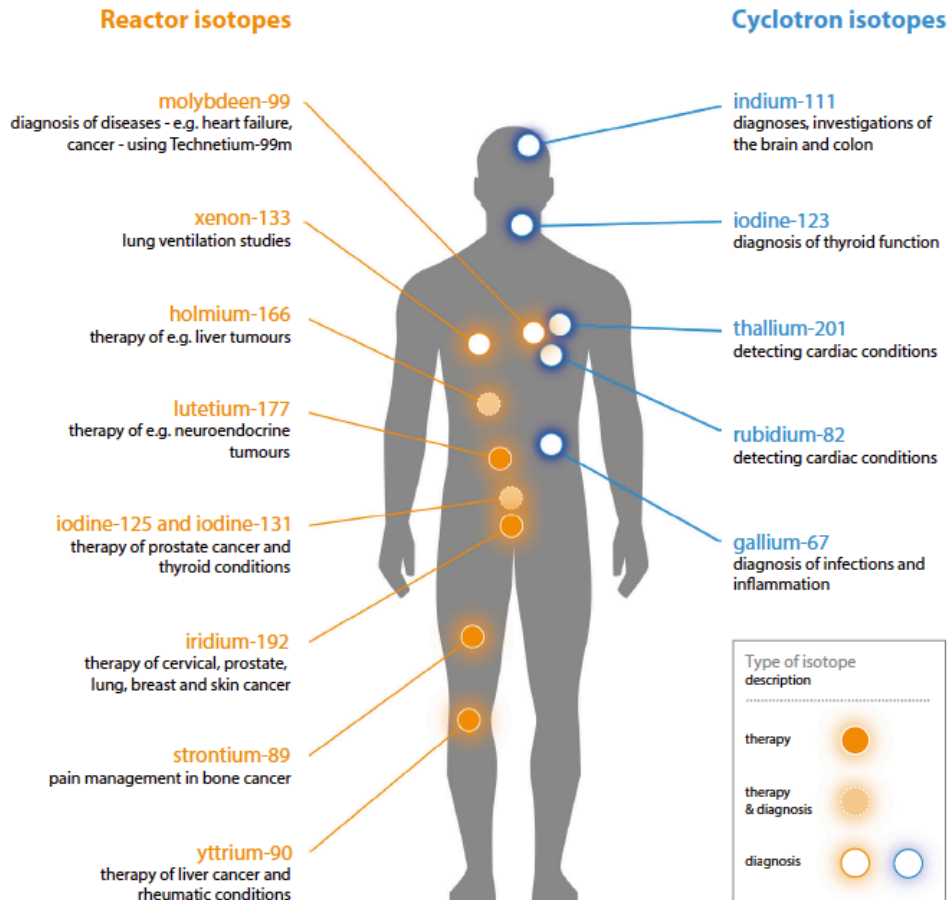 Reactor isotopes
molybdeen-99
diagnosis of diseases - e.g. heart failure,
cancer - using Technetium-99m
xenon-133
lung ventilation studies
holmium-166
therapy of e.g. liver tumours
lutetium-177
therapy of e.g. neuroendocrine
tumours
iodine-125 and iodine-131
therapy of prostate cancer and
thyroid conditions
iridium-192
therapy of cervical, prostate,
lung, breast and skin cancer
strontium-89
pain management in bone cancer
yttrium-90
therapy of liver cancer and
rheumatic conditions
Cyclotron isotopes
indium-111
diagnoses, investigations of
the brain and colon
iodine-123
diagnosis of thyroid function
thallium-201
detecting cardiac conditions
rubidium-82
detecting cardiac conditions
gallium-67
diagnosis of infections and
inflammation
Type of isotope
description
therapy
therapy
& diagnosis
diagnosis